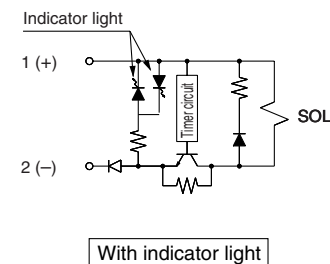 Indicator light
1 (+)
Timer circuit
SOL
2 (–)
With indicator light